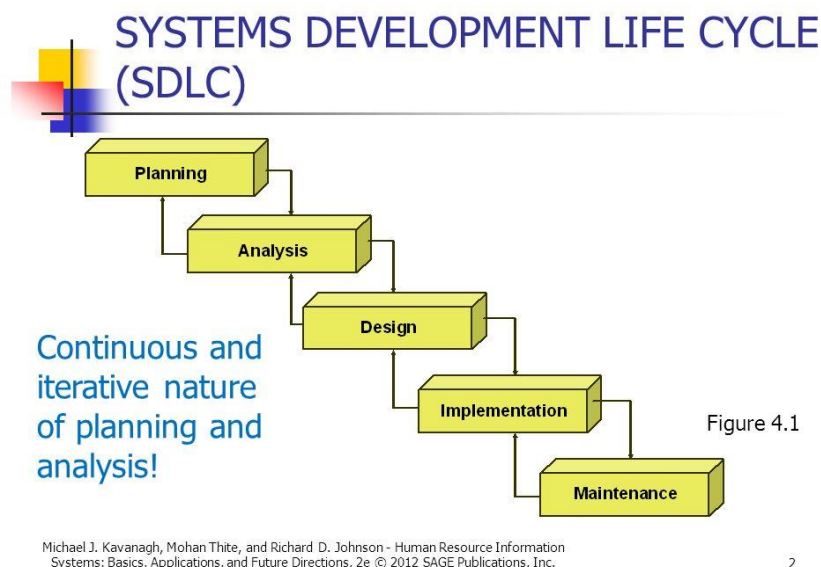 SYSTEMS DEVELOPMENT LIFE CYCLE
(SDLC)
Planning
Analysis
Design
Continuous and
iterative nature
of planning and
analysis!
Implementation
Figure 4.1
Maintenance
Michael J. Kavanagh, Mohan Thite, and Richard D. Johnson - Human Resource Information
Systems: Basics, Applications, and Future Directions, 2e © 2012 SAGE Publications, Inc.
2